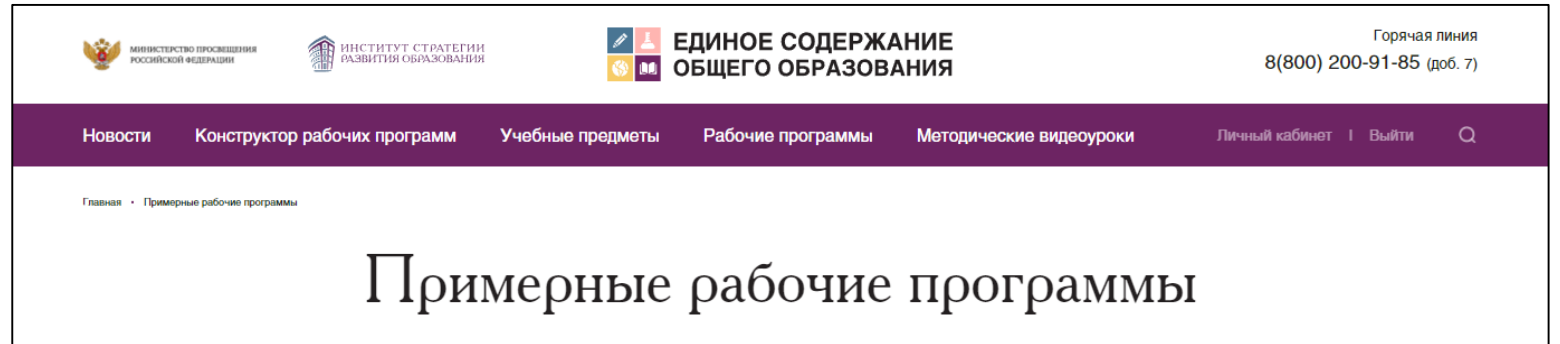 МИНИСТЕРСТВО ПРОСВЕЩЕНИЯ
РОССИЙСКОЙ ФЕДЕРАЦИИ
ИНСТИТУТ СТРАТЕГИИ
РАЗВИТИЯ ОБРАЗОВАНИЯ
ЕДИНОЕ СОДЕРЖАНИЕ
ОБЩЕГО ОБРАЗОВАНИЯ
Горячая линия
8(800) 200-91-85 (доб. 7)
Новости Конструктор рабочих программ Учебные предметы Рабочие программы Методические видеоуроки Личный кабинет | Выйти
Главная • Примерные рабочие программы
Примерные рабочие программы